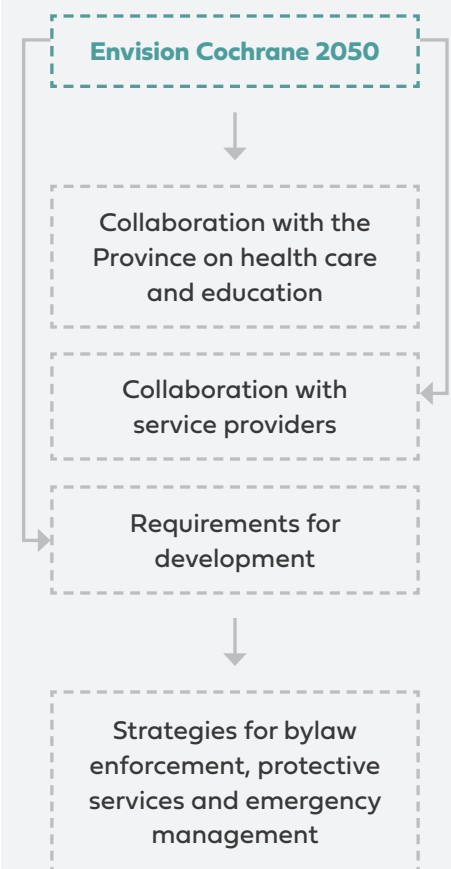 Envision Cochrane 2050
Collaboration with the
Province on health care
and education
Collaboration with
service providers
Requirements for
development
Strategies for bylaw
enforcement, protective
services and emergency
management